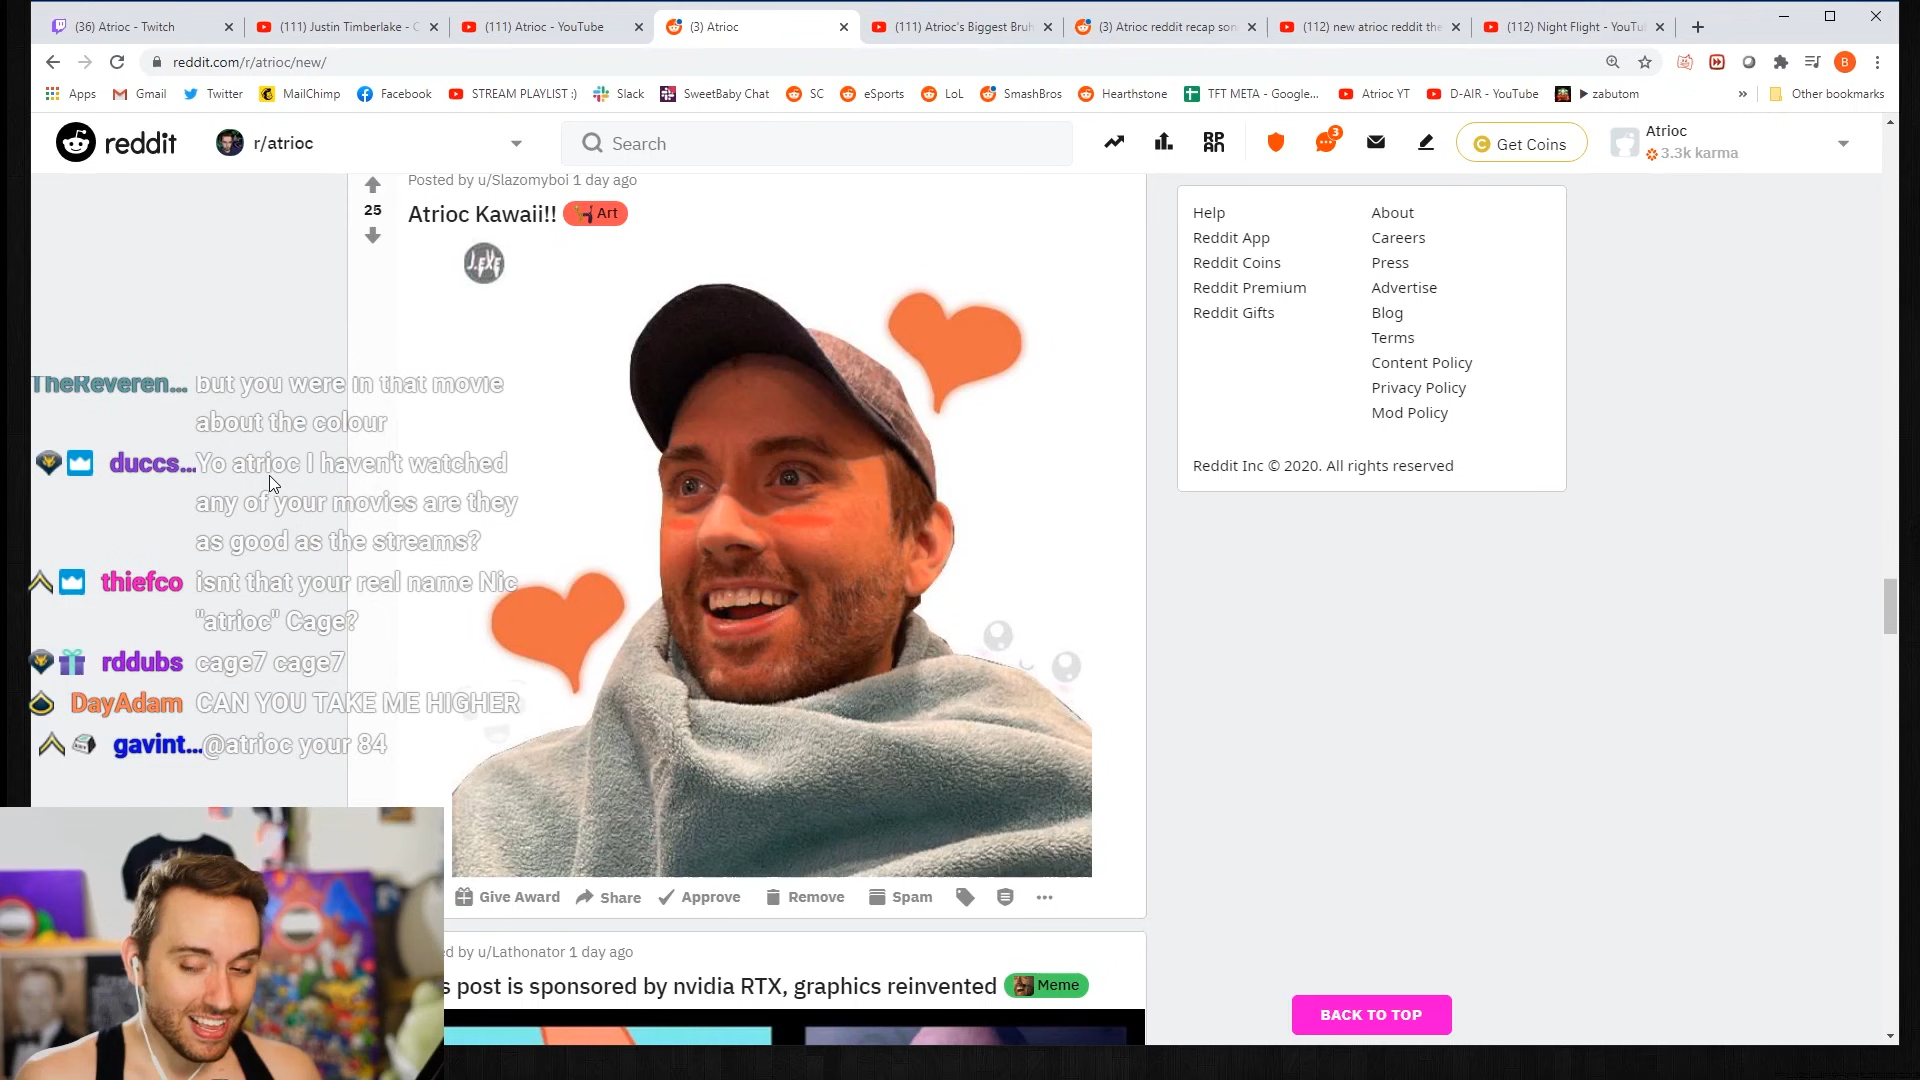 (36) Atrioc - Twitch
(111) Justin Timberlake - C
(111) Atrioc - YouTube
(3) Atrioc
(111) Atrioc's Biggest Bruh
(3) Atrioc reddit recap son
(112) new atrioc reddit the
(112) Night Flight - YouTu
reddit.com/r/atrioc/new/
B
Apps
Gmail
Twitter
MailChimp
Facebook
STREAM PLAYLIST :)
Slack
SweetBaby Chat
SC
eSports
LoL
SmashBros
Hearthstone
TFT META - Google...
Atrioc YT
D-AIR - YouTube
▶ zabutom
»
Other bookmarks
reddit
r/atrioc
Search
3
C Get Coins
Atrioc
3.3k karma
Posted by u/Slazomyboi 1 day ago
25
Atrioc Kawaii!! Art
J.EXE
TheReveren... but you were in that movie
about the colour
duccs... Yo atrioc I haven't watched
any of your movies are they
as good as the streams?
thiefco isnt that your real name Nic
"atrioc" Cage?
rddubs cage7 cage7
DayAdam CAN YOU TAKE ME HIGHER
gavint... @atrioc your 84
Give Award
Share
Approve
Remove
Spam
ed by u/Lathonator 1 day ago
s post is sponsored by nvidia RTX, graphics reinvented Meme
Help
About
Reddit App
Careers
Reddit Coins
Press
Reddit Premium
Advertise
Reddit Gifts
Blog
Terms
Content Policy
Privacy Policy
Mod Policy
Reddit Inc © 2020. All rights reserved
BACK TO TOP